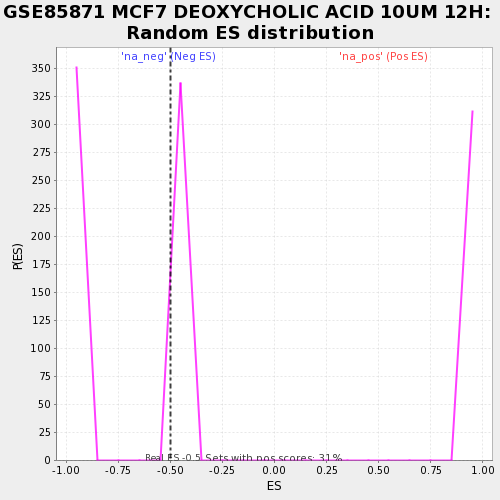 GSE85871 MCF7 DEOXYCHOLIC ACID 10UM 12H:
Random ES distribution
'na_neg' (Neg ES)
'na_pos' (Pos ES)
350
325
300
275
250
225
200
175
150
125
100
75
50
25
0
P(ES)
Real ES -0.5 Sets with pos scores: 31%
-1.00 -0.75 -0.50 -0.25 0.00 0.25 0.50 0.75 1.00
ES